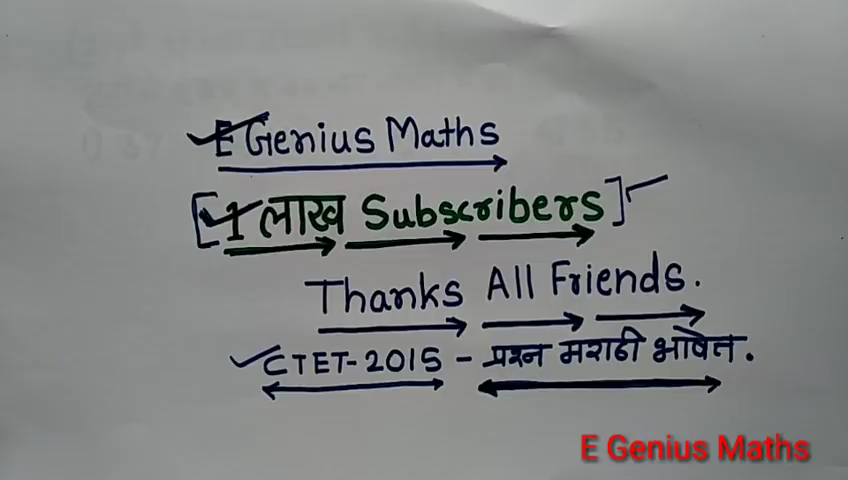 E Genius Maths
[1 लाख Subscribers]
Thanks All Friends.
CTET-2015 - प्रश्न मराठी भाषेत.
E Genius Maths